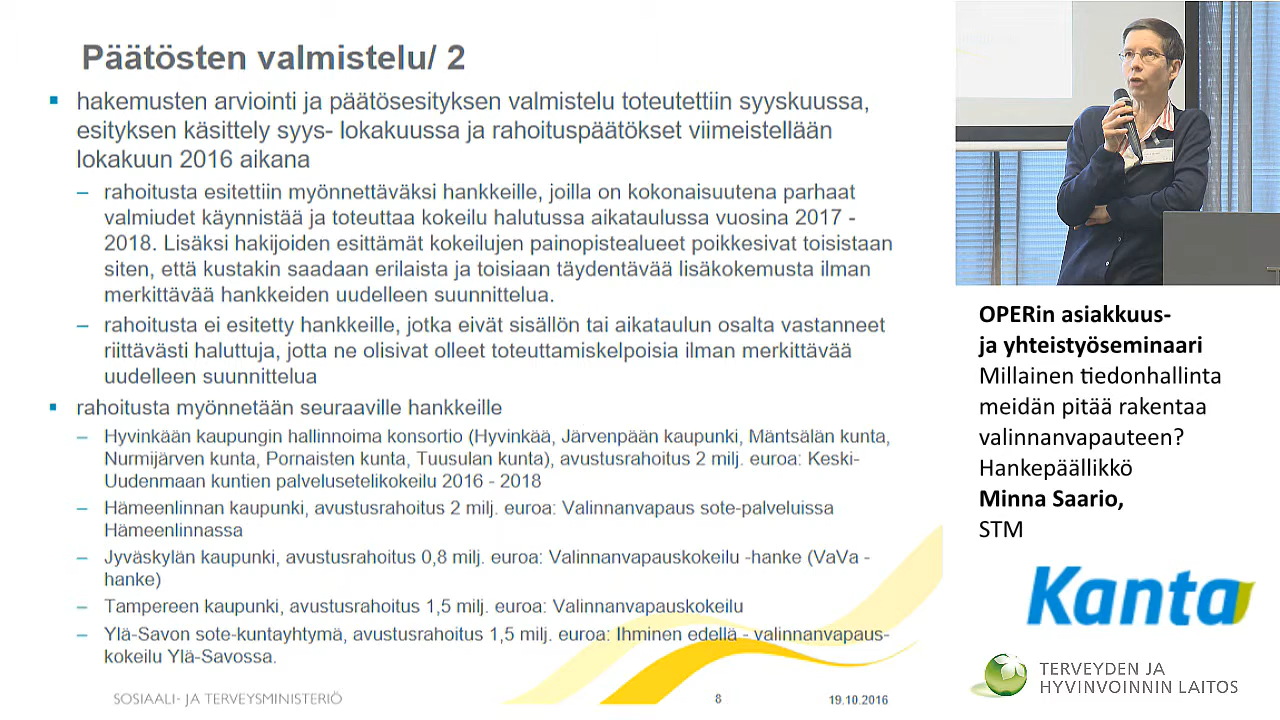 Päätösten valmistelu/ 2
hakemusten arviointi ja päätösesityksen valmistelu toteutettiin syyskuussa,
esityksen käsittely syys- lokakuussa ja rahoituspäätökset viimeistellään
lokakuun 2016 aikana
– rahoitusta esitettiin myönnettäväksi hankkeille, joilla on kokonaisuutena parhaat
valmiudet käynnistää ja toteuttaa kokeilu halutussa aikataulussa vuosina 2017 -
2018. Lisäksi hakijoiden esittämät kokeilujen painopistealueet poikkesivat toisistaan
siten, että kustakin saadaan erilaista ja toisiaan täydentävää lisäkokemusta ilman
merkittävää hankkeiden uudelleen suunnittelua.
– rahoitusta ei esitetty hankkeille, jotka eivät sisällön tai aikataulun osalta vastanneet
riittävästi haluttuja, jotta ne olisivat olleet toteuttamiskelpoisia ilman merkittävää
uudelleen suunnittelua
rahoitusta myönnetään seuraaville hankkeille
– Hyvinkään kaupungin hallinnoima konsortio (Hyvinkää, Järvenpään kaupunki, Mäntsälän kunta,
Nurmijärven kunta, Pornaisten kunta, Tuusulan kunta), avustusrahoitus 2 milj. euroa: Keski-
Uudenmaan kuntien palvelusetelikokeilu 2016 - 2018
– Hämeenlinnan kaupunki, avustusrahoitus 2 milj. euroa: Valinnanvapaus sote-palveluissa
Hämeenlinnassa
– Jyväskylän kaupunki, avustusrahoitus 0,8 milj. euroa: Valinnanvapauskokeilu -hanke (VaVa -
hanke)
– Tampereen kaupunki, avustusrahoitus 1,5 milj. euroa: Valinnanvapauskokeilu
– Ylä-Savon sote-kuntayhtymä, avustusrahoitus 1,5 milj. euroa: Ihminen edellä - valinnanvapaus-
kokeilu Ylä-Savossa.
SOSIAALI- JA TERVEYSMINISTERIÖ
8
19.10.2016
OPERin asiakkuus-
ja yhteistyöseminaari
Millainen tiedonhallinta
meidän pitää rakentaa
valinnanvapauteen?
Hankepäällikkö
Minna Saario,
STM
Kanta
TERVEYDEN JA
HYVINVOINNIN LAITOS